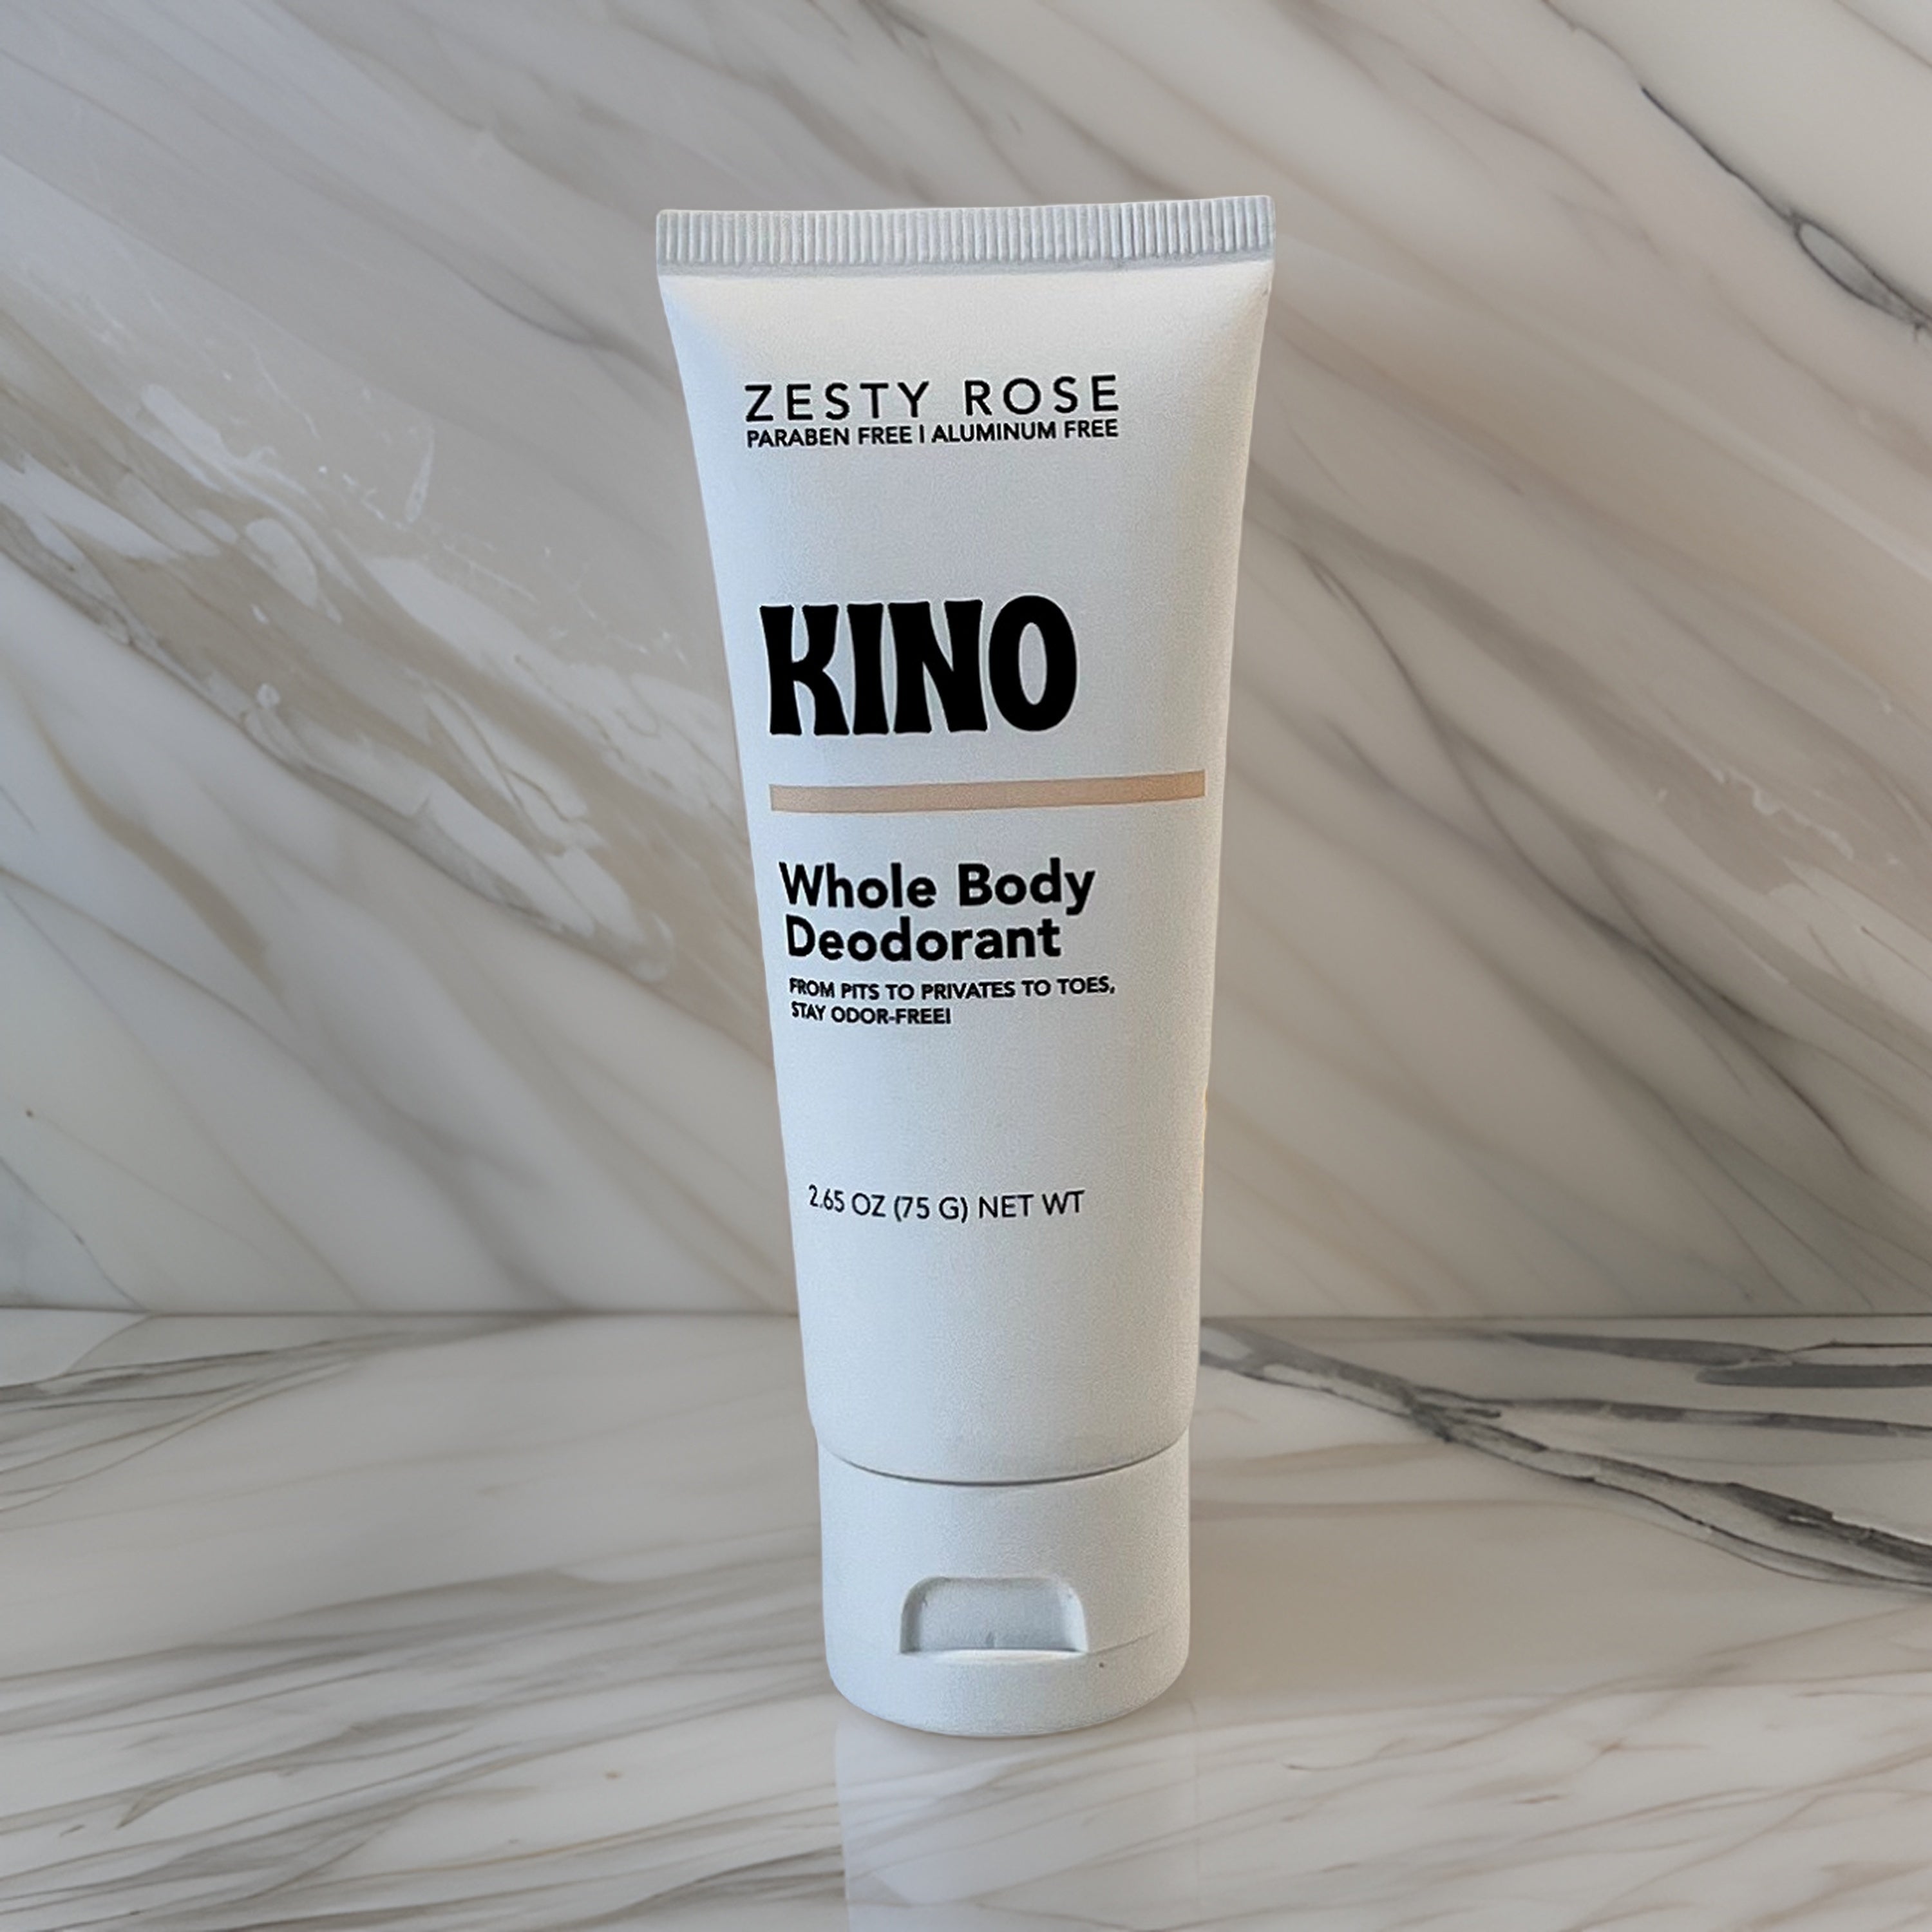 ZESTY ROSE
PARABEN FREE | ALUMINUM FREE
KINO
Whole Body
Deodorant
FROM PITS TO PRIVATES TO TOES,
STAY ODOR-FREE!
2.65 OZ (75 G) NET WT